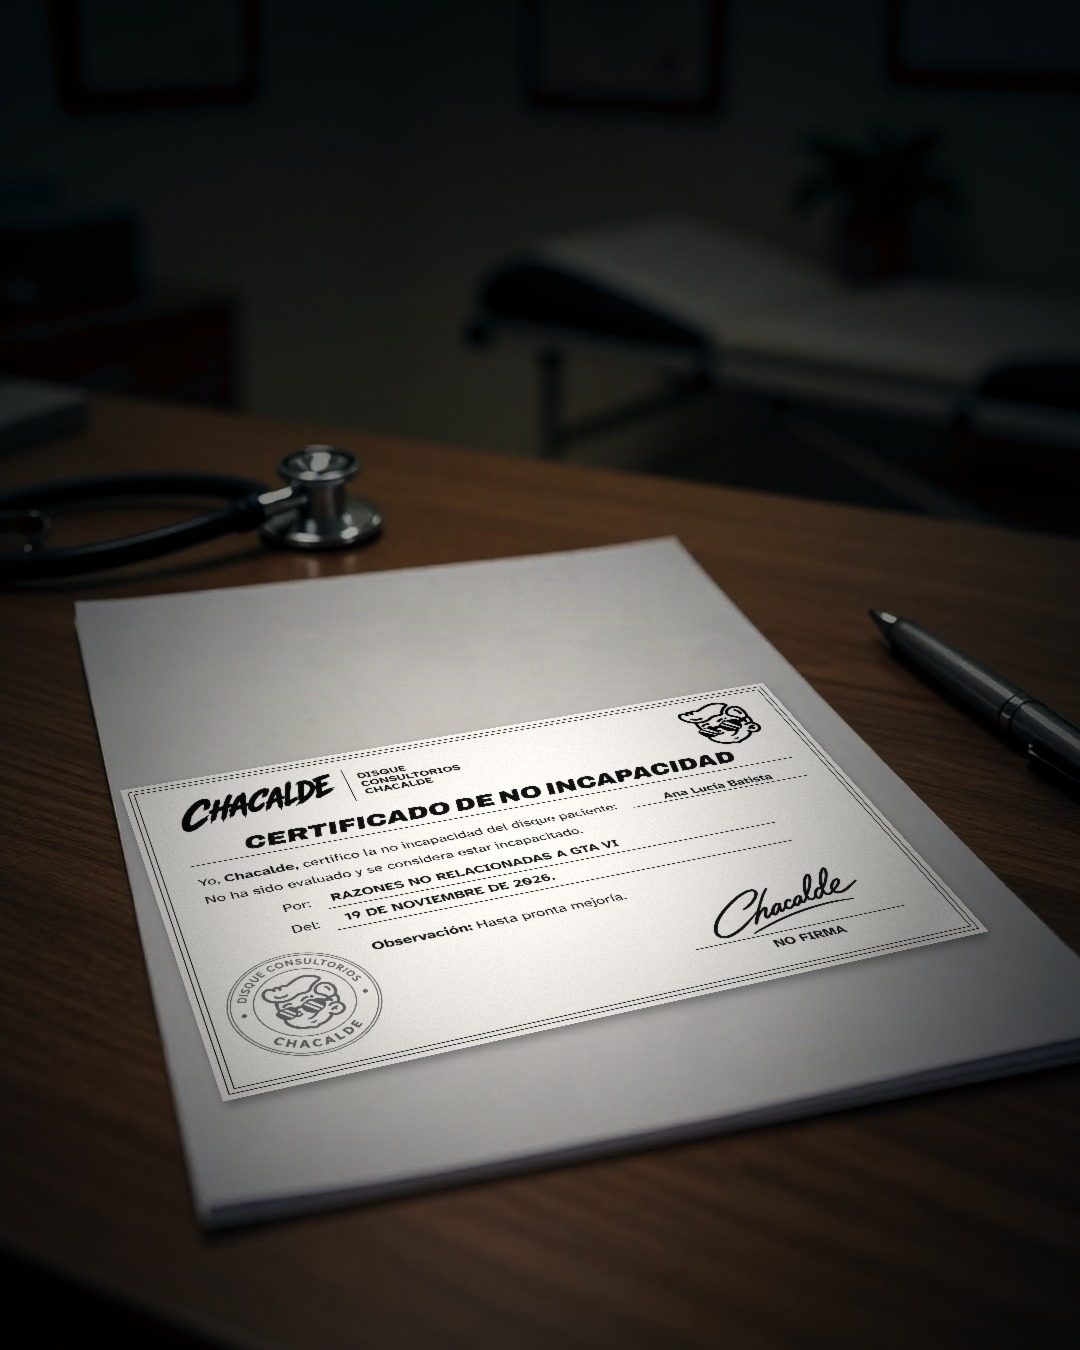 CHACALDE
DISQUE
CONSULTORIOS
CHACALDE
CERTIFICADO DE NO INCAPACIDAD
Yo, Chacalde, certifico la no incapacidad del disque paciente: Ana Lucía Batista
No ha sido evaluado y se considera estar incapacitado.
Por: RAZONES NO RELACIONADAS A GTA VI
Del: 19 DE NOVIEMBRE DE 2026.
Observación: Hasta pronta mejoría.
Chacalde
NO FIRMA
DISQUE CONSULTORIOS
CHACALDE